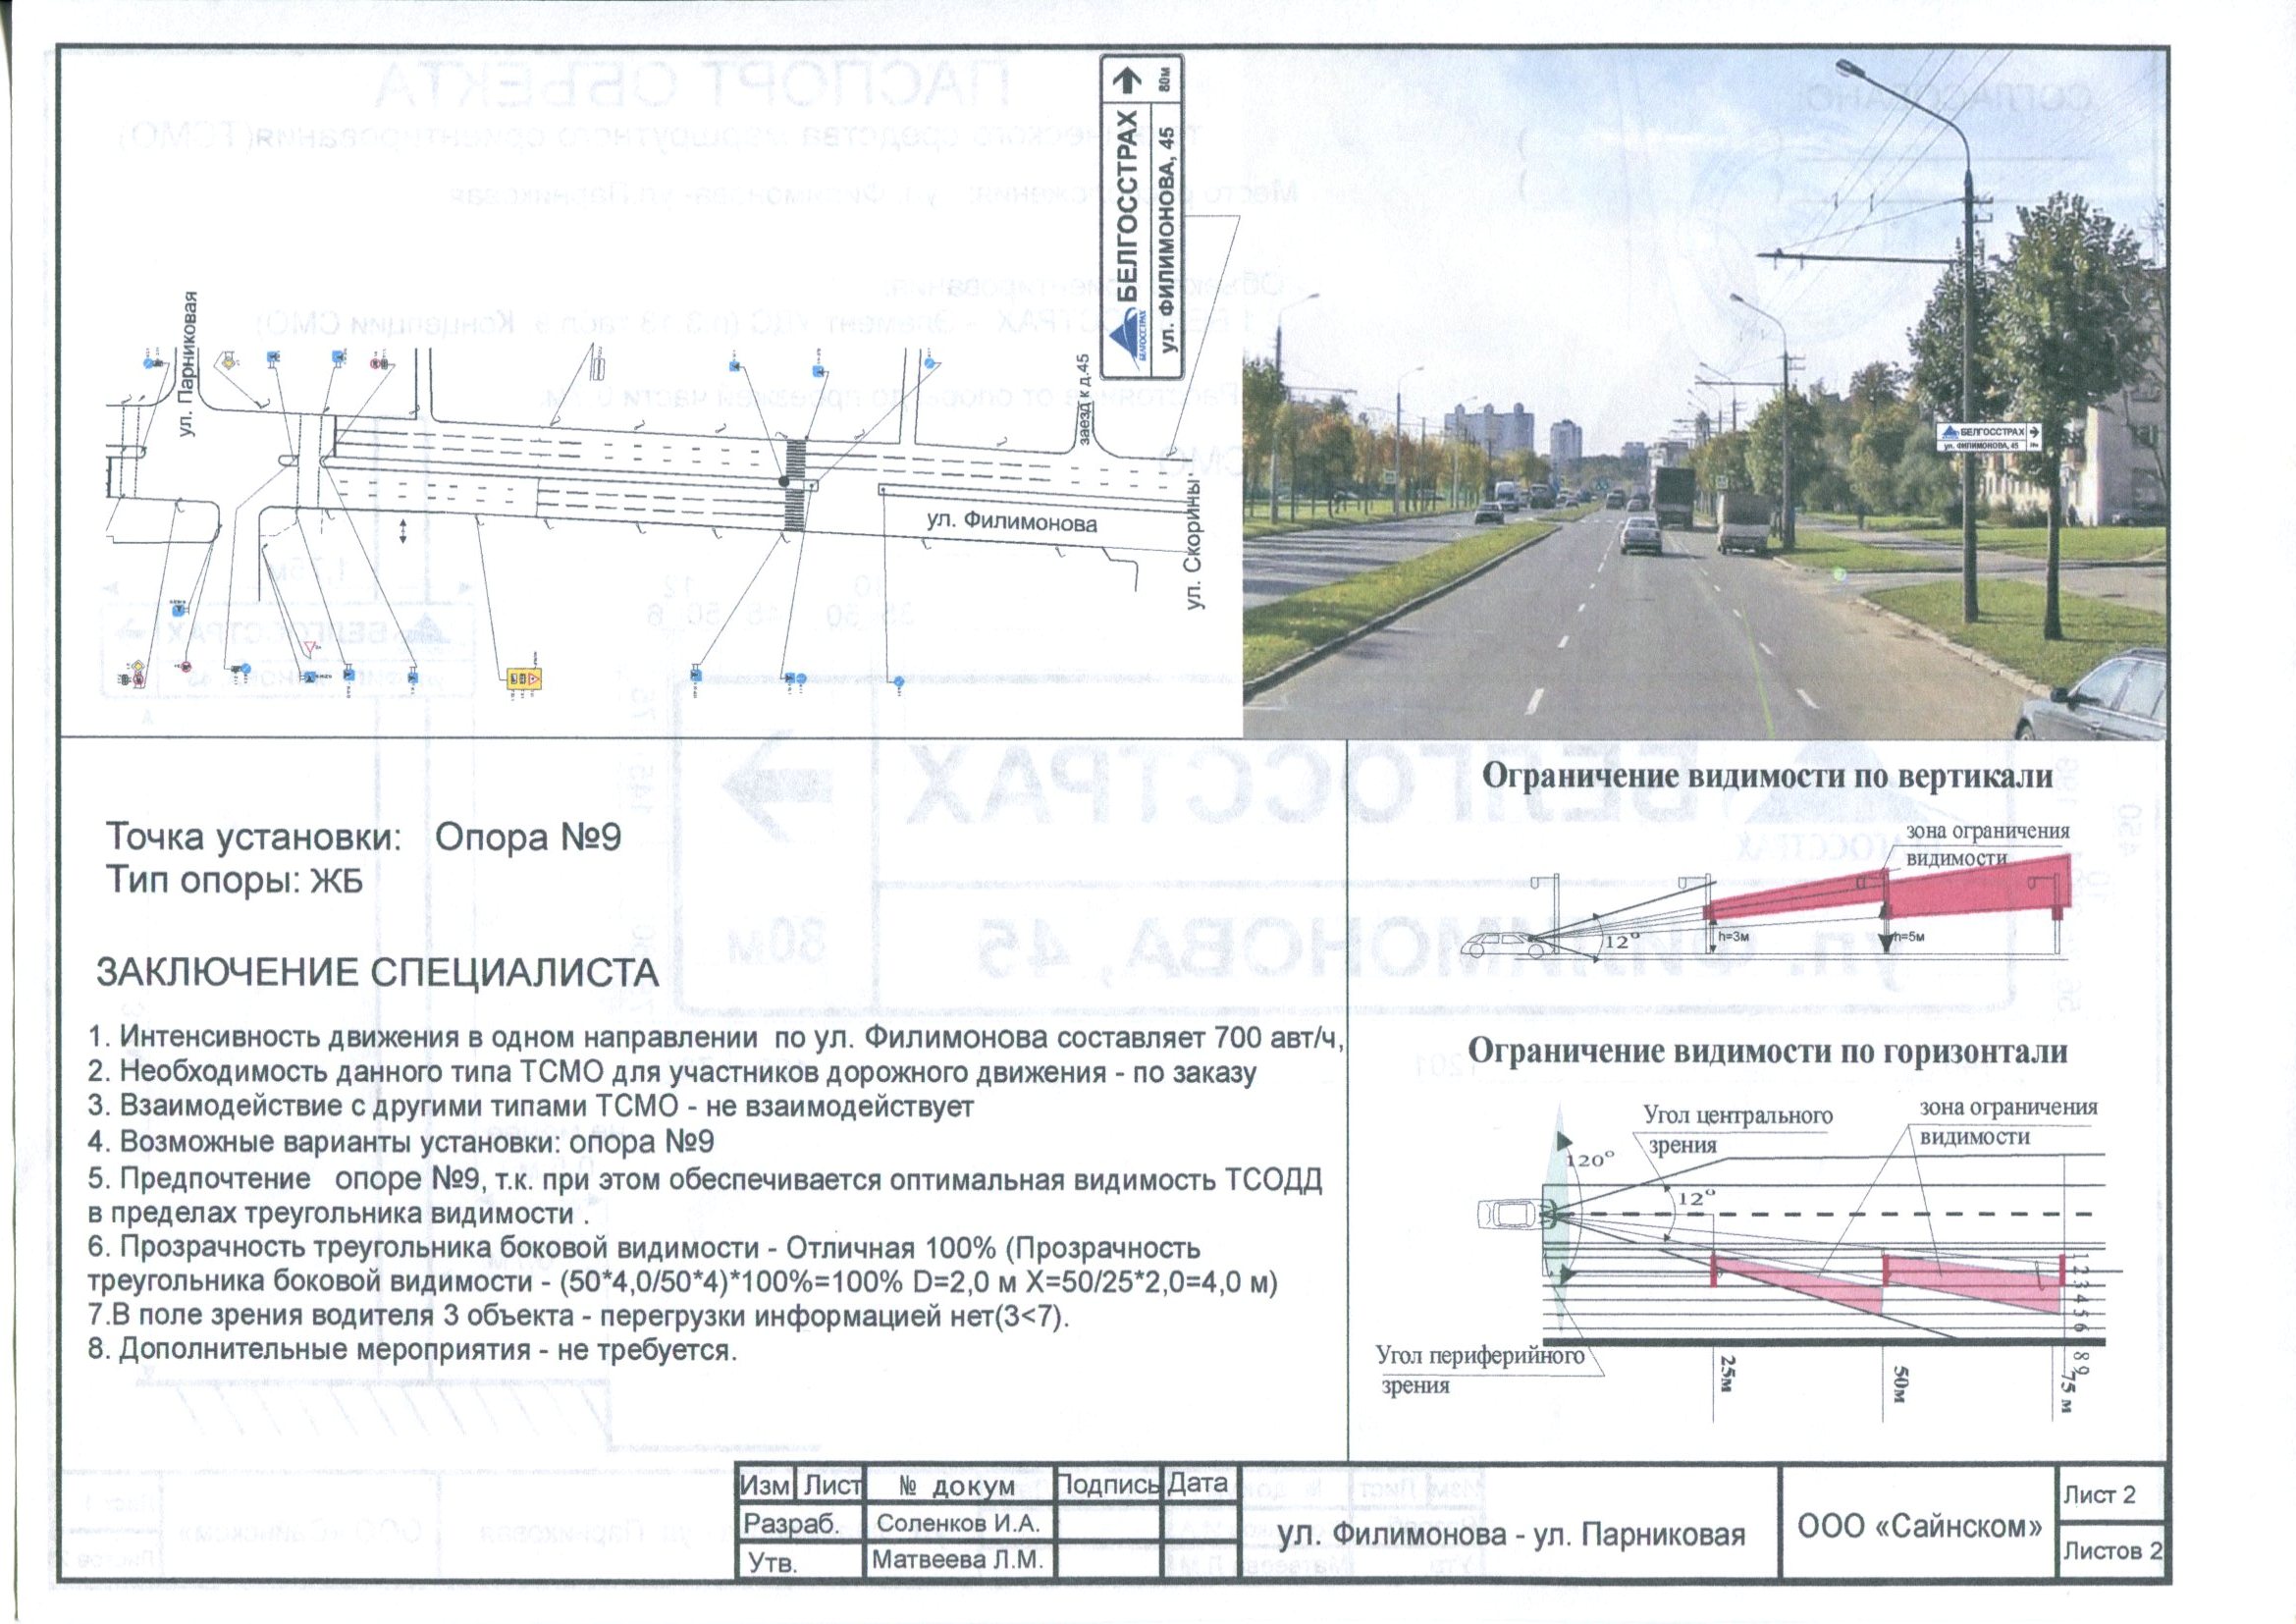 БЕЛГОССТРАХ
ул. ФИЛИМОНОВА, 45
80м
БЕЛГОССТРАХ
ул. Парниковая
заезд к д.45
ул. Филимонова
ул. Скорины
БЕЛГОССТРАХ
ул. ФИЛИМОНОВА, 45
Точка установки: Опора №9
Тип опоры: ЖБ
ЗАКЛЮЧЕНИЕ СПЕЦИАЛИСТА
1. Интенсивность движения в одном направлении по ул. Филимонова составляет 700 авт/ч,
2. Необходимость данного типа ТСМО для участников дорожного движения - по заказу
3. Взаимодействие с другими типами ТСМО - не взаимодействует
4. Возможные варианты установки: опора №9
5. Предпочтение опоре №9, т.к. при этом обеспечивается оптимальная видимость ТСОДД
в пределах треугольника видимости .
6. Прозрачность треугольника боковой видимости - Отличная 100% (Прозрачность
треугольника боковой видимости - (50*4,0/50*4)*100%=100% D=2,0 м X=50/25*2,0=4,0 м)
7.В поле зрения водителя 3 объекта - перегрузки информацией нет(3<7).
8. Дополнительные мероприятия - не требуется.
Ограничение видимости по вертикали
зона ограничения
видимости
12°
h=3м
h=5м
Ограничение видимости по горизонтали
Угол центрального
зрения
зона ограничения
видимости
120°
12°
1 2 3 4 5 6
8 9
Угол периферийного
зрения
25м
50м
75 м
Изм Лист № докум Подпись Дата
Разраб. Соленков И.А.
Утв. Матвеева Л.М.
ул. Филимонова - ул. Парниковая
ООО «Сайнском»
Лист 2
Листов 2